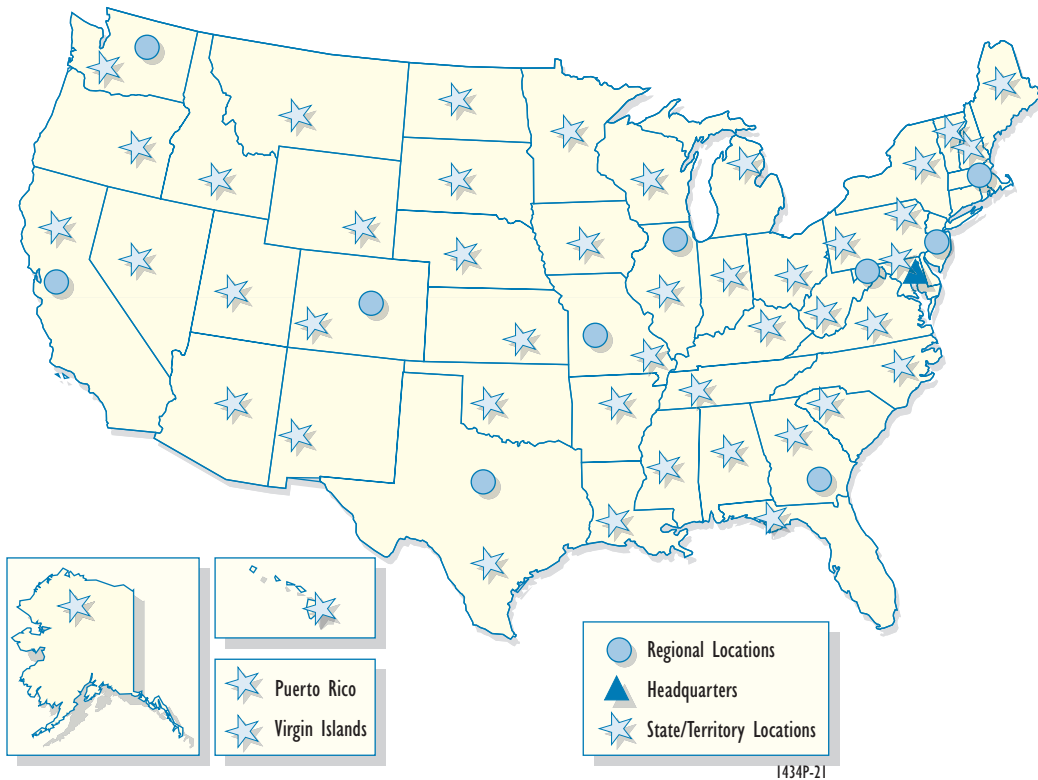 Puerto Rico
Virgin Islands
Regional Locations
Headquarters
State/Territory Locations
1434P-21